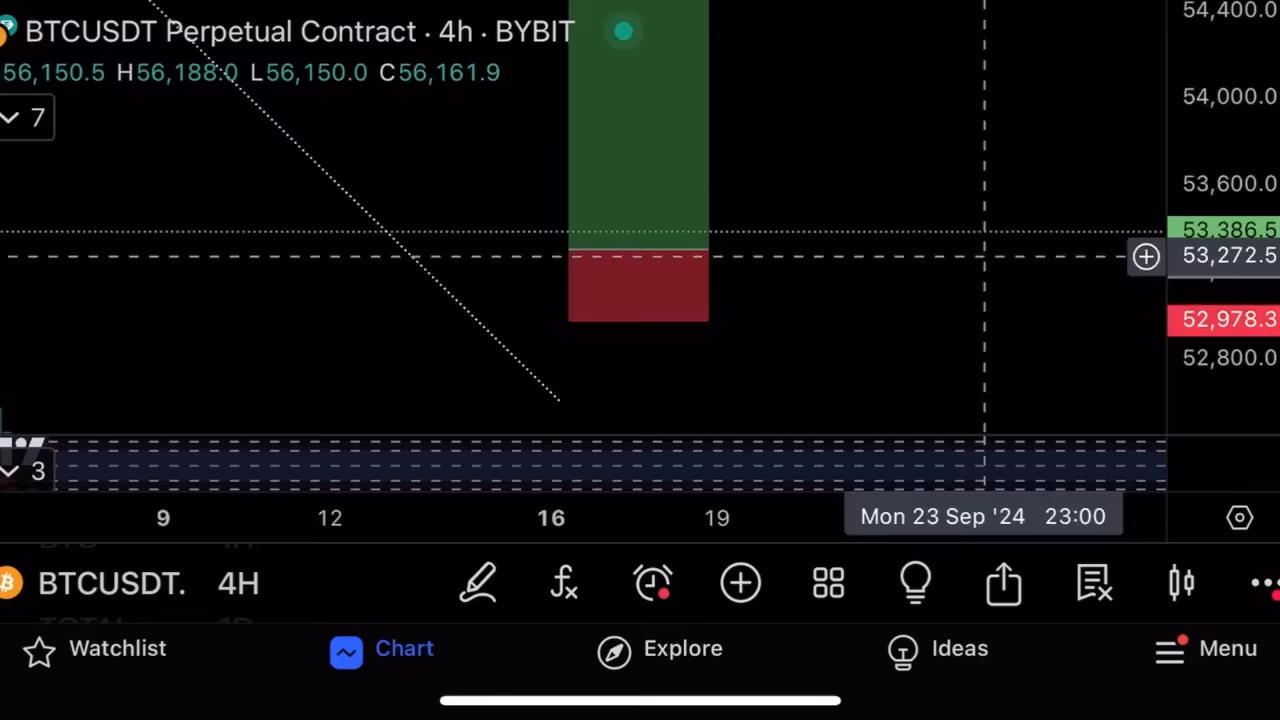 BTCUSDT Perpetual Contract · 4h · BYBIT
56,150.5 H56,188.0 L56,150.0 C56,161.9
7
54,400.0
54,000.0
53,600.0
53,386.5
53,272.5
52,978.3
52,800.0
3
9 12 16 19 Mon 23 Sep '24 23:00
BTCUSDT. 4H
Watchlist Chart Explore Ideas Menu